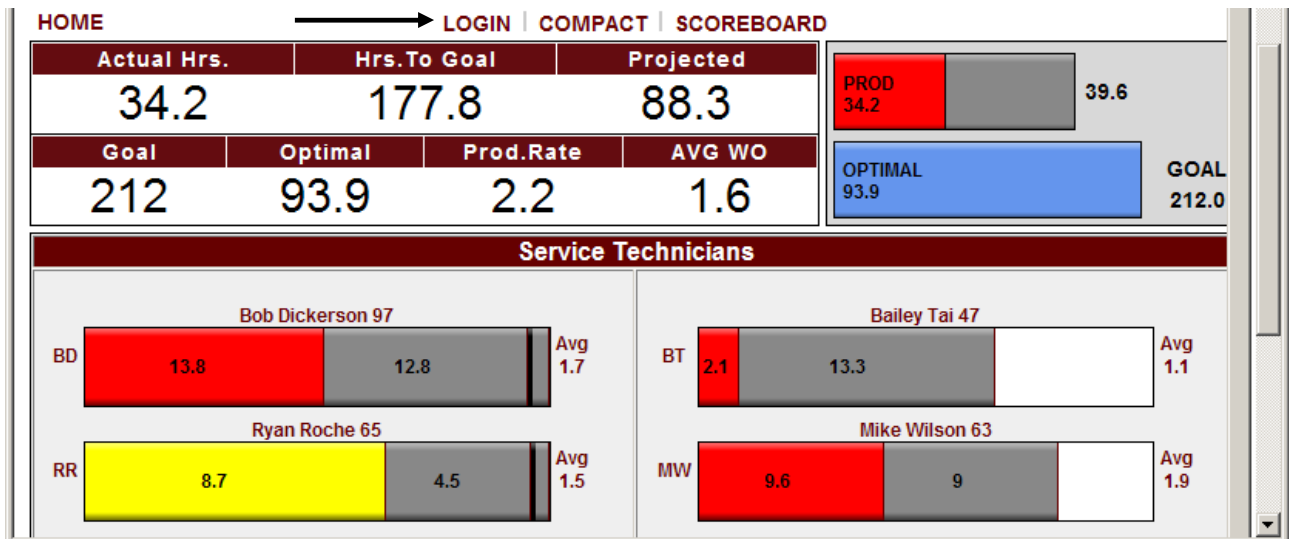 HOME LOGIN COMPACT SCOREBOARD
Actual Hrs. Hrs.To Goal Projected
34.2 177.8 88.3
Goal Optimal Prod.Rate AVG WO
212 93.9 2.2 1.6
PROD
34.2
39.6
OPTIMAL
93.9
GOAL
212.0
Service Technicians
Bob Dickerson 97
BD 13.8 12.8 Avg
1.7
Bailey Tai 47
BT 2.1 13.3 Avg
1.1
Ryan Roche 65
RR 8.7 4.5 Avg
1.5
Mike Wilson 63
MW 9.6 9 Avg
1.9